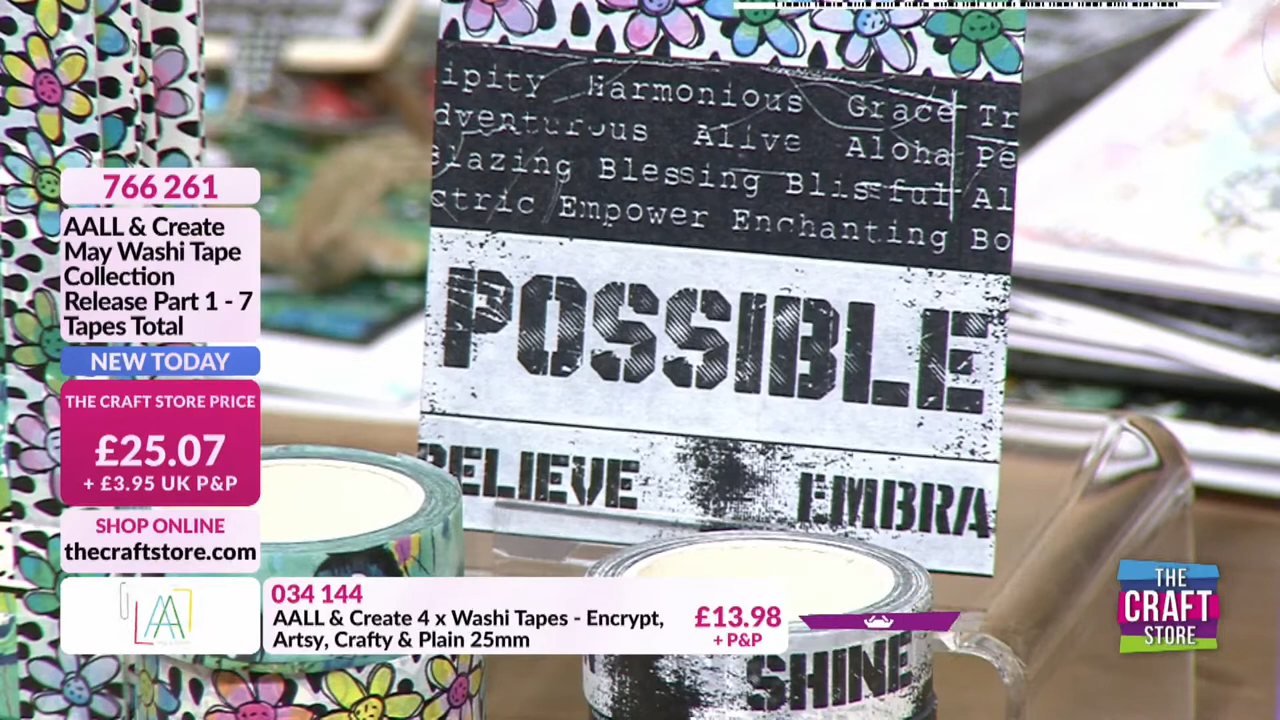 ipity Harmonious Grace Tr
dventurous Alive Aloha Pe
Blazing Blessing Blissful Al
ctric Empower Enchanting Bo
POSSIBLE
BELIEVE EMBRA
SHINE
766 261
AALL & Create
May Washi Tape
Collection
Release Part 1 - 7
Tapes Total
NEW TODAY
THE CRAFT STORE PRICE
£25.07
+ £3.95 UK P&P
SHOP ONLINE
thecraftstore.com
LAA
034 144
AALL & Create 4 x Washi Tapes - Encrypt,
Artsy, Crafty & Plain 25mm
£13.98
+ P&P
THE
CRAFT
STORE